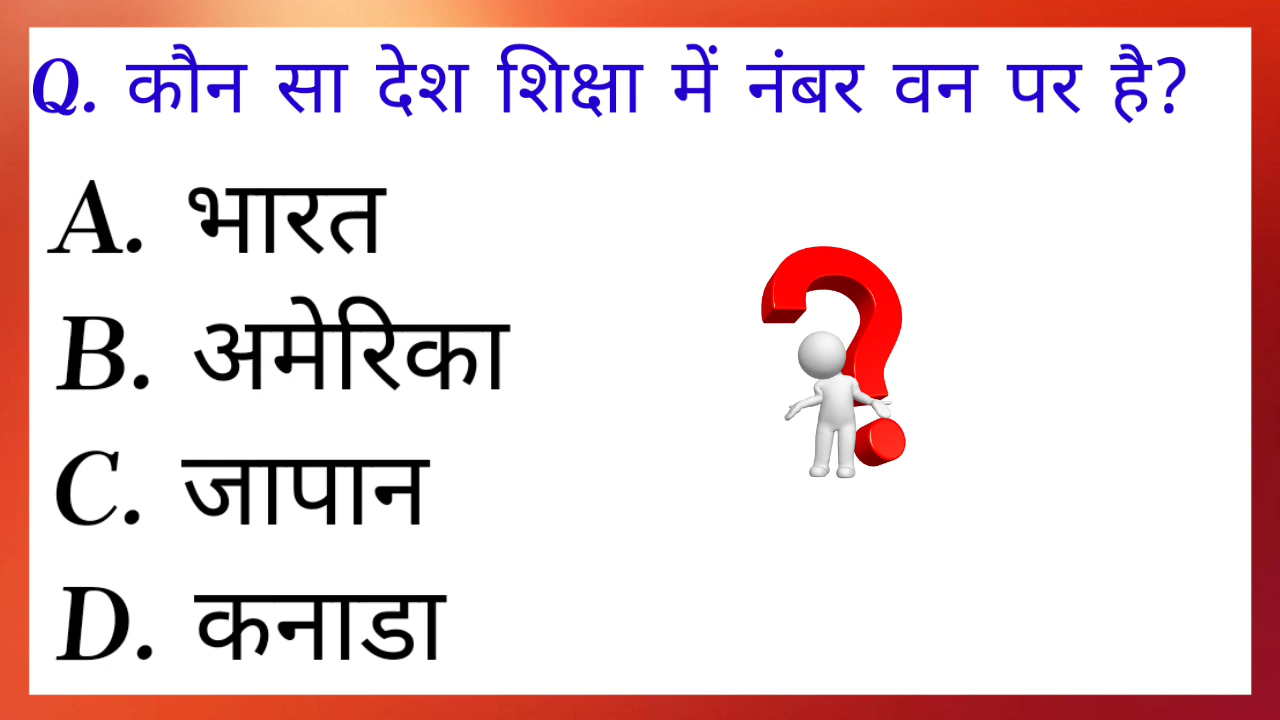 Q. कौन सा देश शिक्षा में नंबर वन पर है?
A. भारत
B. अमेरिका
C. जापान
D. कनाडा